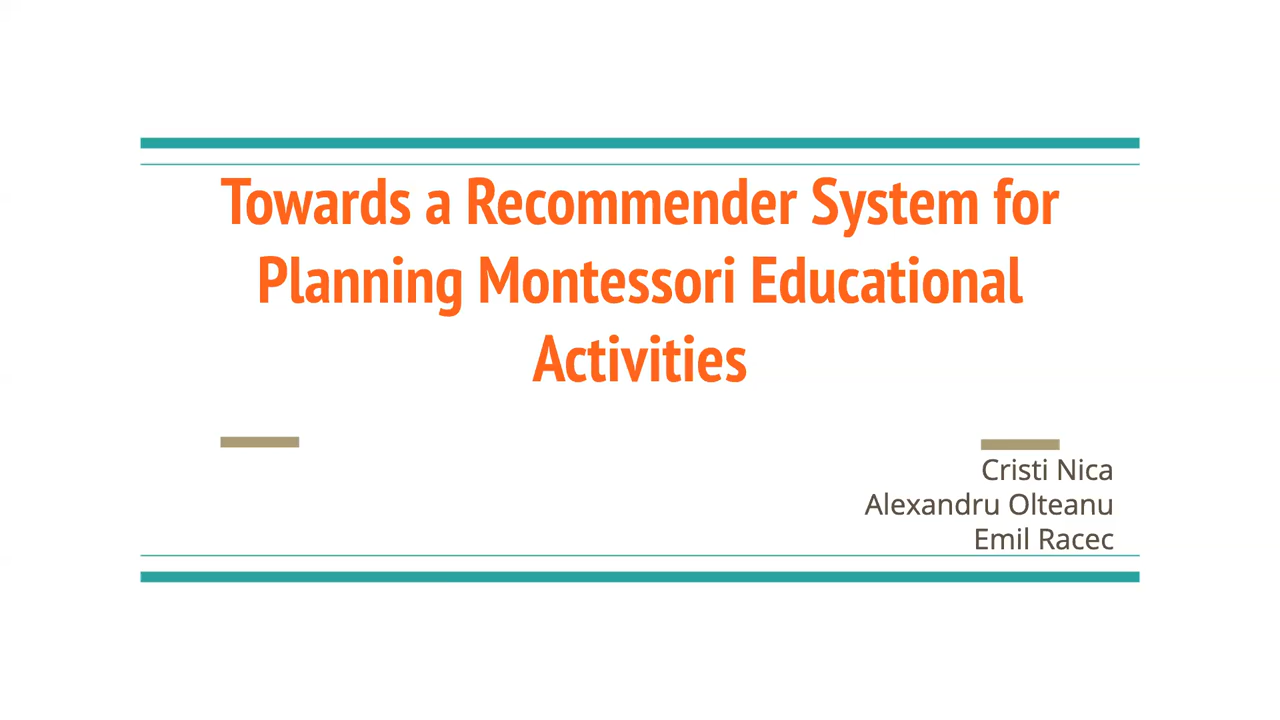 Towards a Recommender System for
Planning Montessori Educational
Activities
Cristi Nica
Alexandru Olteanu
Emil Racec